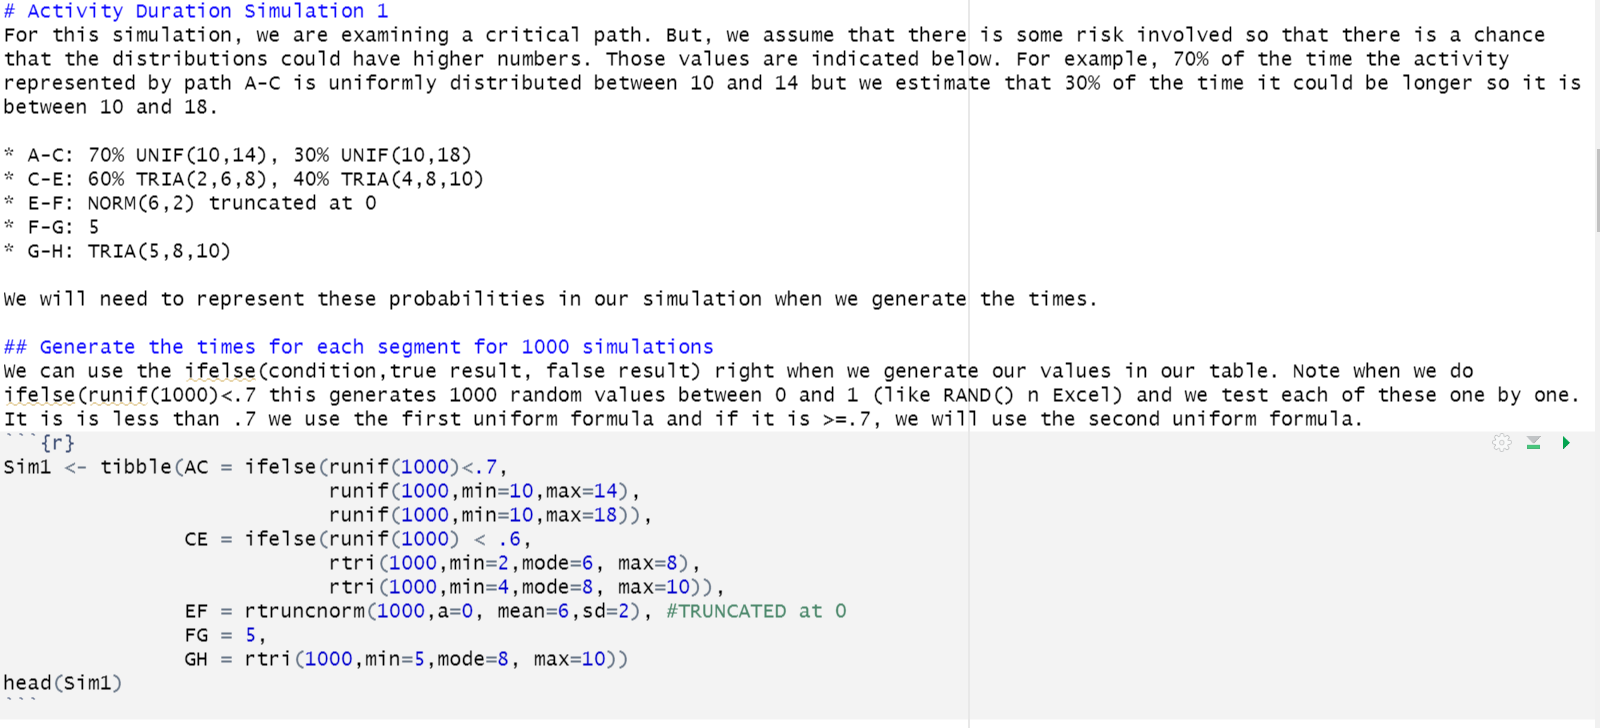 # Activity Duration Simulation 1
For this simulation, we are examining a critical path. But, we assume that there is some risk involved so that there is a chance
that the distributions could have higher numbers. Those values are indicated below. For example, 70% of the time the activity
represented by path A-C is uniformly distributed between 10 and 14 but we estimate that 30% of the time it could be longer so it is
between 10 and 18.

* A-C: 70% UNIF(10,14), 30% UNIF(10,18)
* C-E: 60% TRIA(2,6,8), 40% TRIA(4,8,10)
* E-F: NORM(6,2) truncated at 0
* F-G: 5
* G-H: TRIA(5,8,10)

We will need to represent these probabilities in our simulation when we generate the times.

## Generate the times for each segment for 1000 simulations
We can use the ifelse(condition,true result, false result) right when we generate our values in our table. Note when we do
ifelse(runif(1000)<.7 this generates 1000 random values between 0 and 1 (like RAND() n Excel) and we test each of these one by one.
It is is less than .7 we use the first uniform formula and if it is >=.7, we will use the second uniform formula.
```{r}
Sim1 <- tibble(AC = ifelse(runif(1000)<.7,
                           runif(1000,min=10,max=14),
                           runif(1000,min=10,max=18)),
               CE = ifelse(runif(1000) < .6,
                           rtri(1000,min=2,mode=6, max=8),
                           rtri(1000,min=4,mode=8, max=10)),
               EF = rtruncnorm(1000,a=0, mean=6,sd=2), #TRUNCATED at 0
               FG = 5,
               GH = rtri(1000,min=5,mode=8, max=10))
head(Sim1)
```